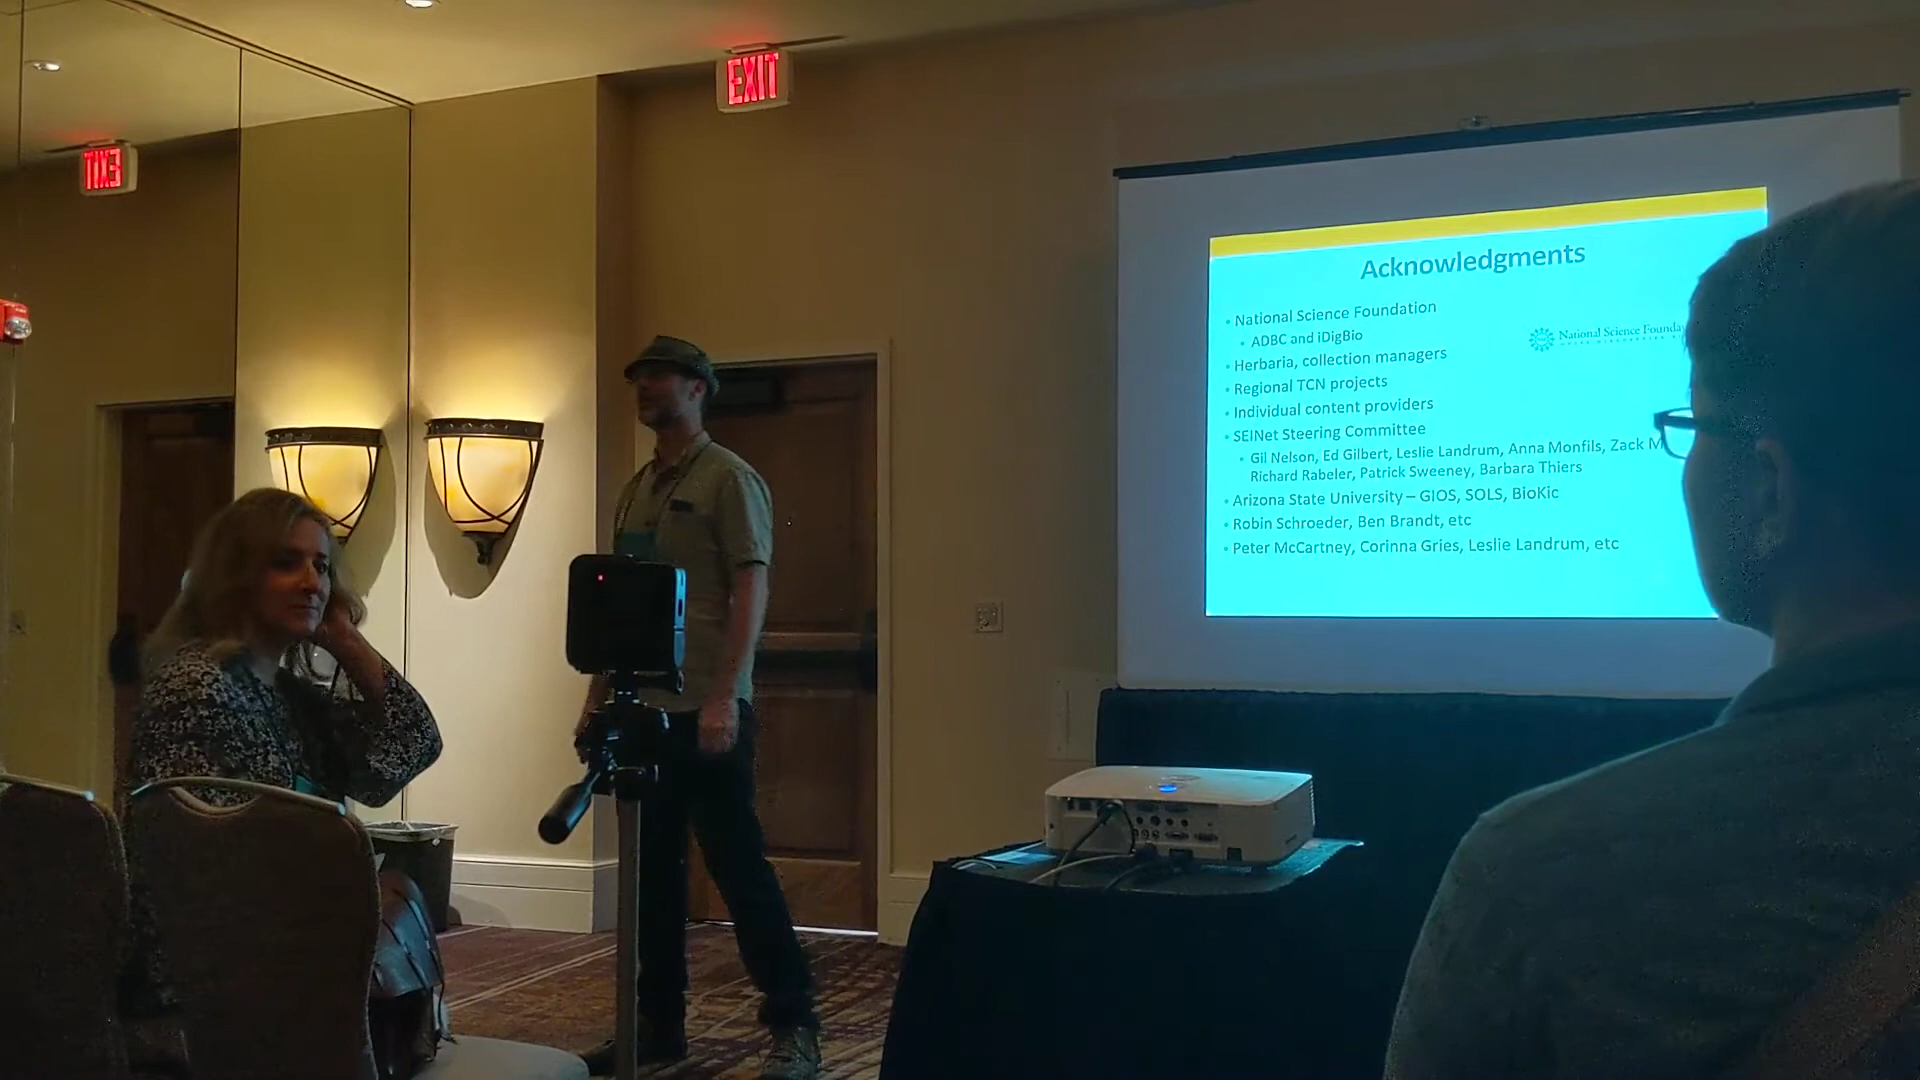 EXIT
EXIT
Acknowledgments
• National Science Foundation
• ADBC and iDigBio
National Science
• Herbaria, collection managers
• Regional TCN projects
• Individual content providers
• SEINet Steering Committee
• Gil Nelson, Ed Gilbert, Leslie Landrum, Anna Monfils, Zack
Richard Rabeler, Patrick Sweeney, Barbara Thiers
• Arizona State University – GIOS, SOLS, BioKic
• Robin Schroeder, Ben Brandt, etc
• Peter McCartney, Corinna Gries, Leslie Landrum, etc